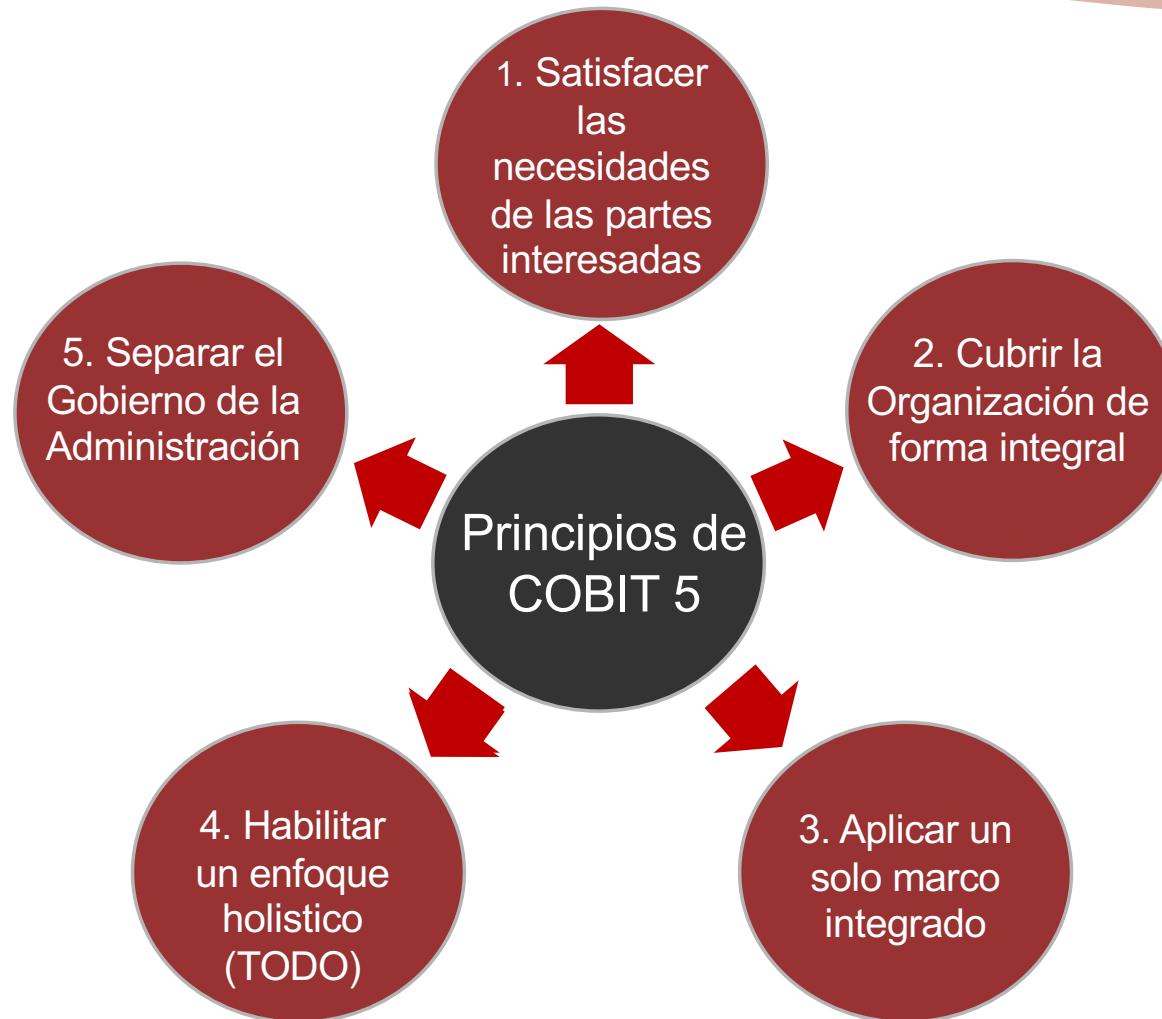 1. Satisfacer
las
necesidades
de las partes
interesadas
5. Separar el
Gobierno de la
Administración
2. Cubrir la
Organización de
forma integral
Principios de
COBIT 5
4. Habilitar
un enfoque
holistico
(TODO)
3. Aplicar un
solo marco
integrado